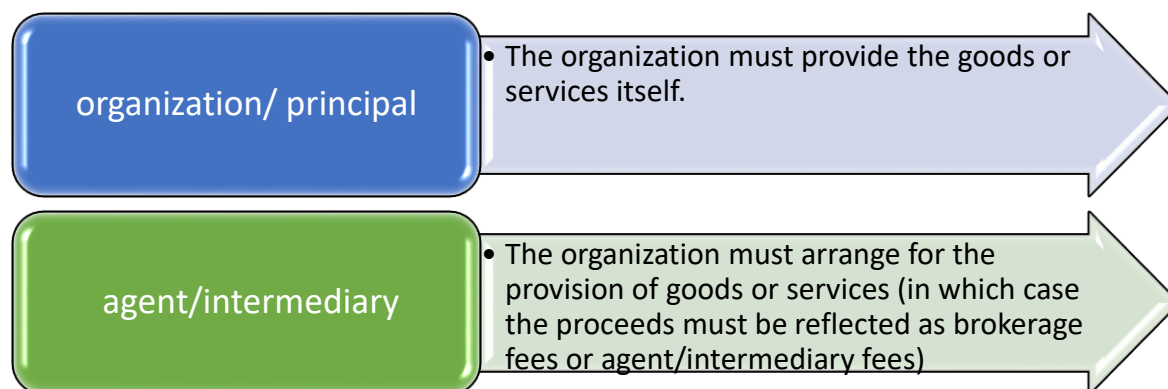 organization/ principal
• The organization must provide the goods or
services itself.
agent/intermediary
• The organization must arrange for the
provision of goods or services (in which case
the proceeds must be reflected as brokerage
fees or agent/intermediary fees)